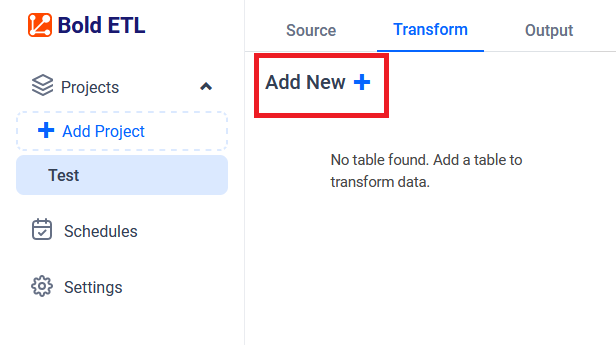 Bold ETL
Projects
Add Project
Test
Schedules
Settings
Source Transform Output
Add New
No table found. Add a table to
transform data.